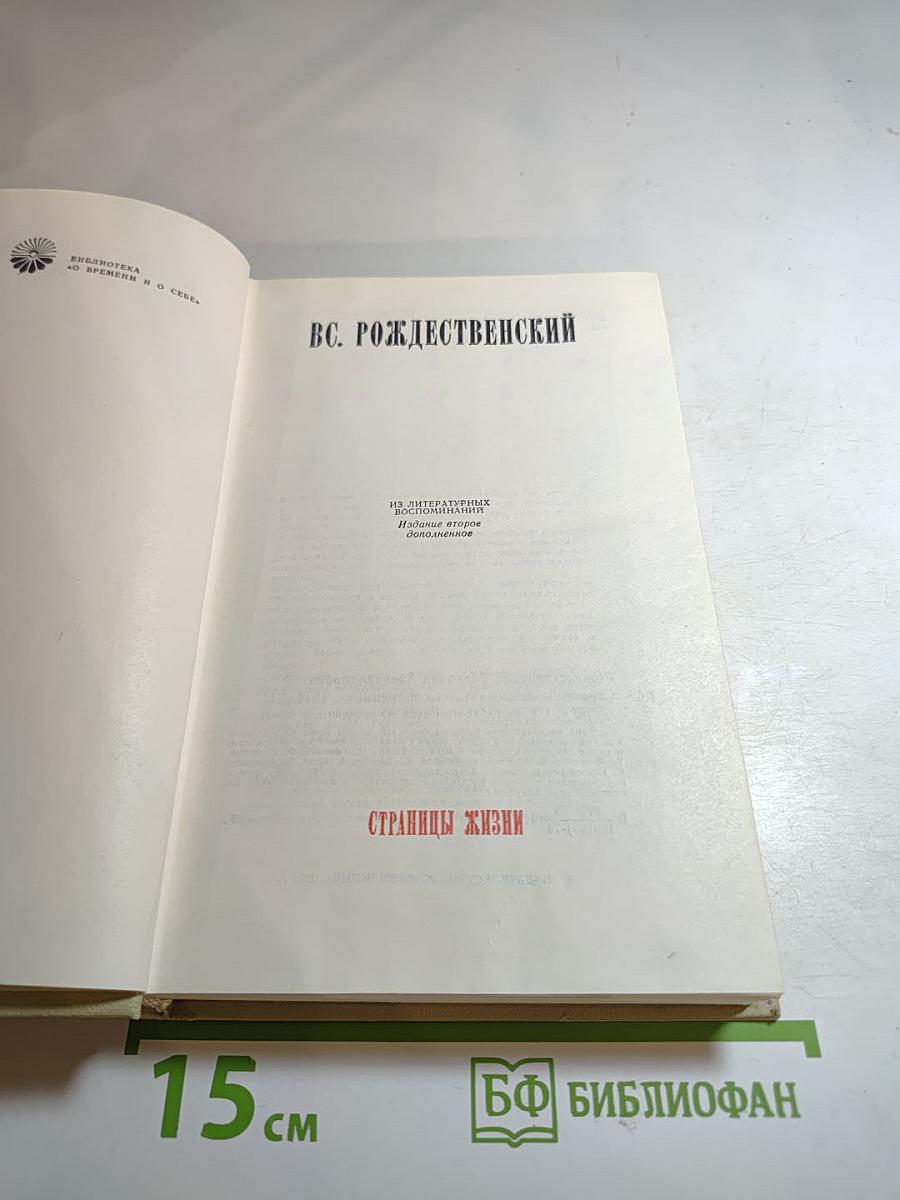 БИБЛИОТЕКА
«О ВРЕМЕНИ И О СЕБЕ»
ВС. РОЖДЕСТВЕНСКИЙ
ИЗ ЛИТЕРАТУРНЫХ
ВОСПОМИНАНИЙ
Издание второе
дополненное
СТРАНИЦЫ ЖИЗНИ
15 см
БФ БИБЛИОФАН